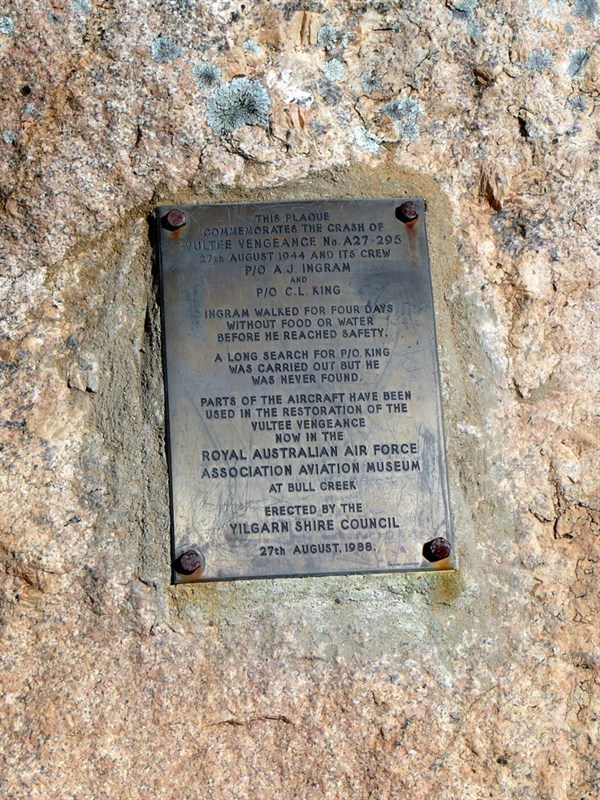 THIS PLAQUE
COMMEMORATES THE CRASH OF
VULTEE VENGEANCE No. A27-295
27th AUGUST 1944 AND ITS CREW
P/O A.J. INGRAM
AND
P/O C.L. KING
INGRAM WALKED FOR FOUR DAYS
WITHOUT FOOD OR WATER
BEFORE HE REACHED SAFETY.
A LONG SEARCH FOR P/O. KING
WAS CARRIED OUT BUT HE
WAS NEVER FOUND.
PARTS OF THE AIRCRAFT HAVE BEEN
USED IN THE RESTORATION OF THE
VULTEE VENGEANCE
NOW IN THE
ROYAL AUSTRALIAN AIR FORCE
ASSOCIATION AVIATION MUSEUM
AT BULL CREEK
ERECTED BY THE
YILGARN SHIRE COUNCIL
27th AUGUST, 1988.